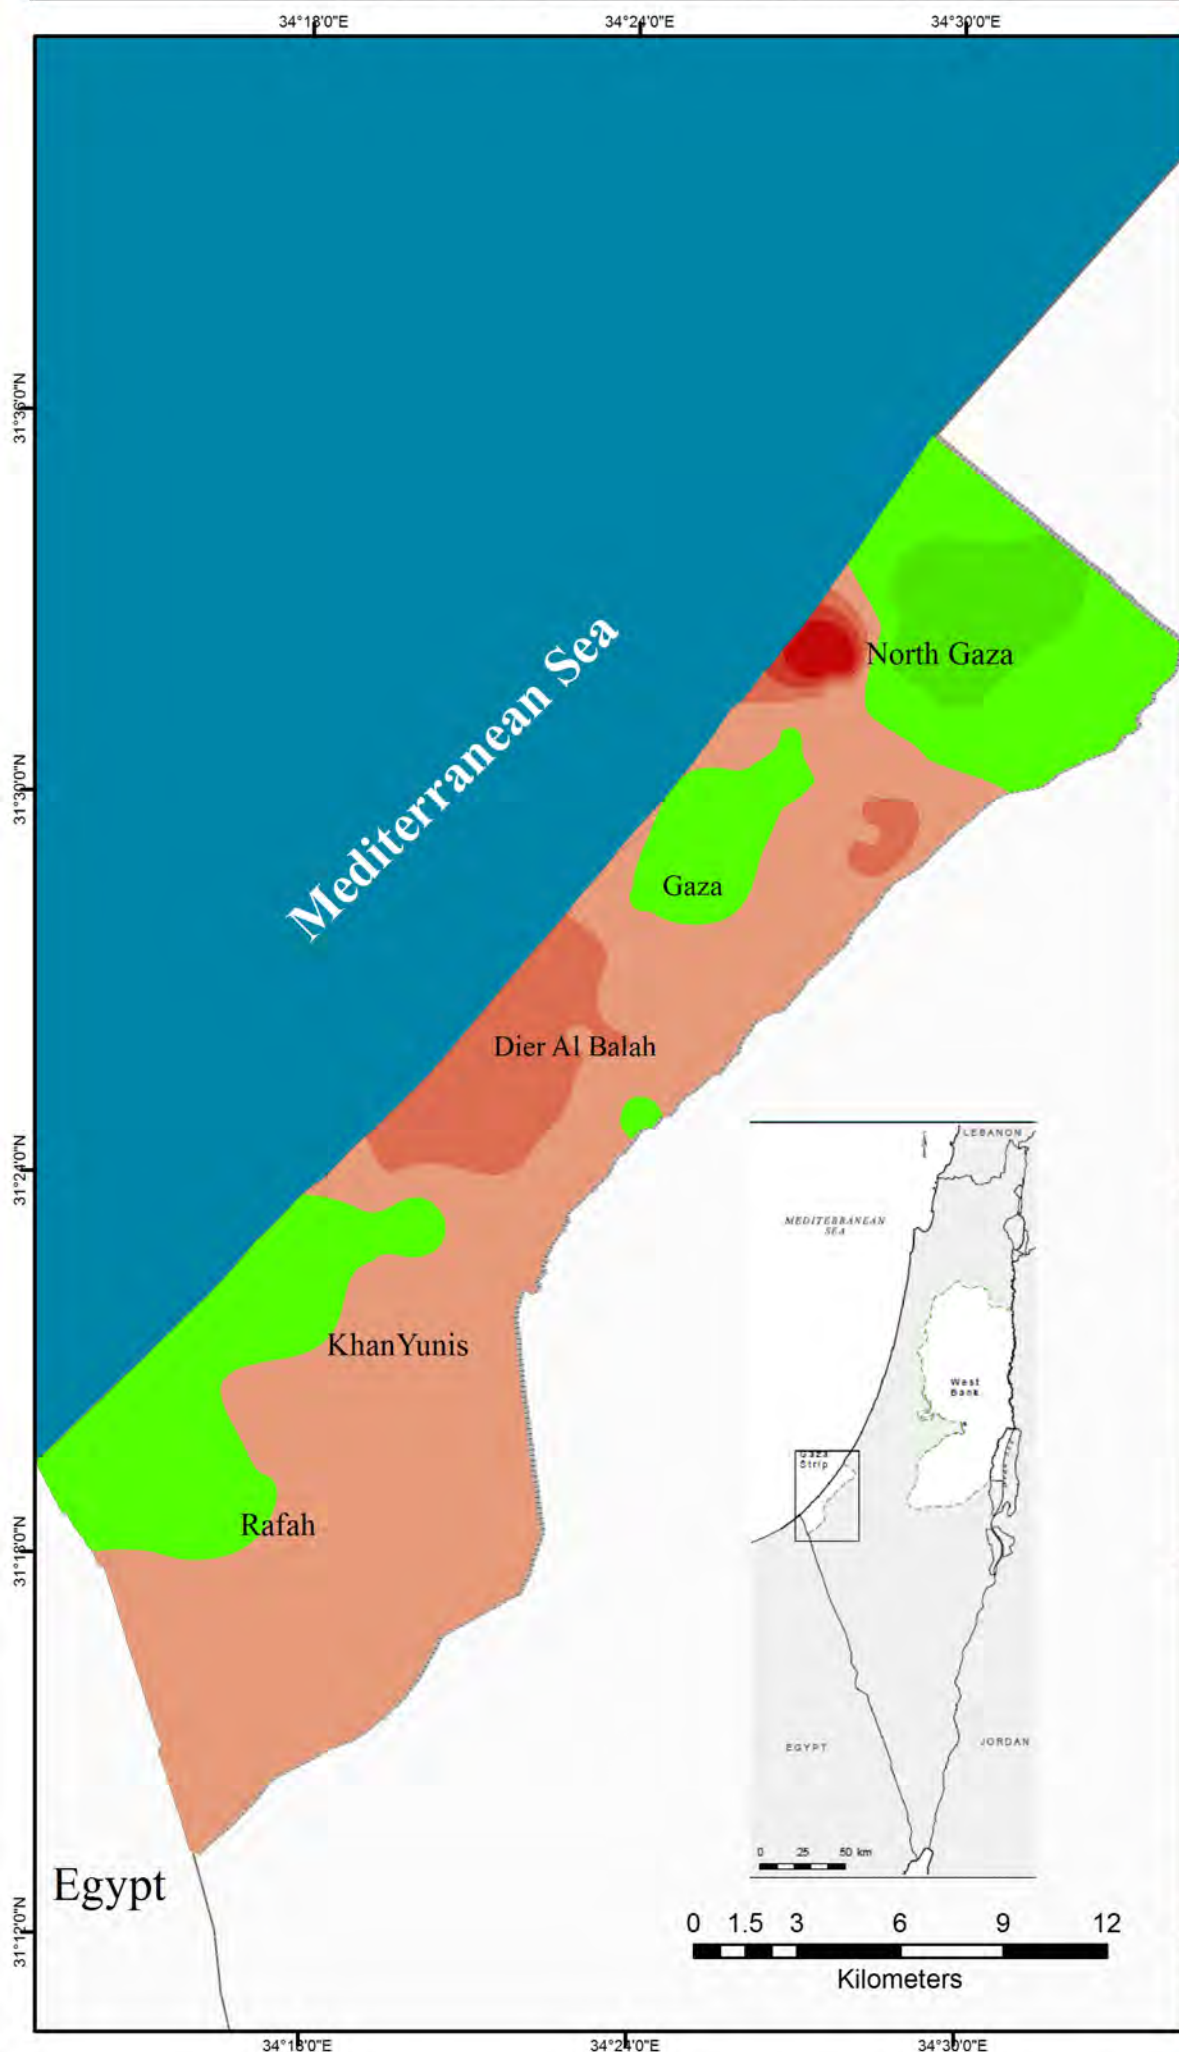 34°18'0"E
34°24'0"E
34°30'0"E
31°36'0"N
Mediterranean Sea
North Gaza
31°30'0"N
Gaza
Dier Al Balah
31°24'0"N
KhanYunis
Rafah
31°18'0"N
Egypt
31°12'0"N
LEBANON
MEDITERRANEAN
SEA
West
Bank
Gaza
Strip
EGYPT
JORDAN
0 25 50 km
0 1.5 3 6 9 12
Kilometers
34°18'0"E
34°24'0"E
34°30'0"E